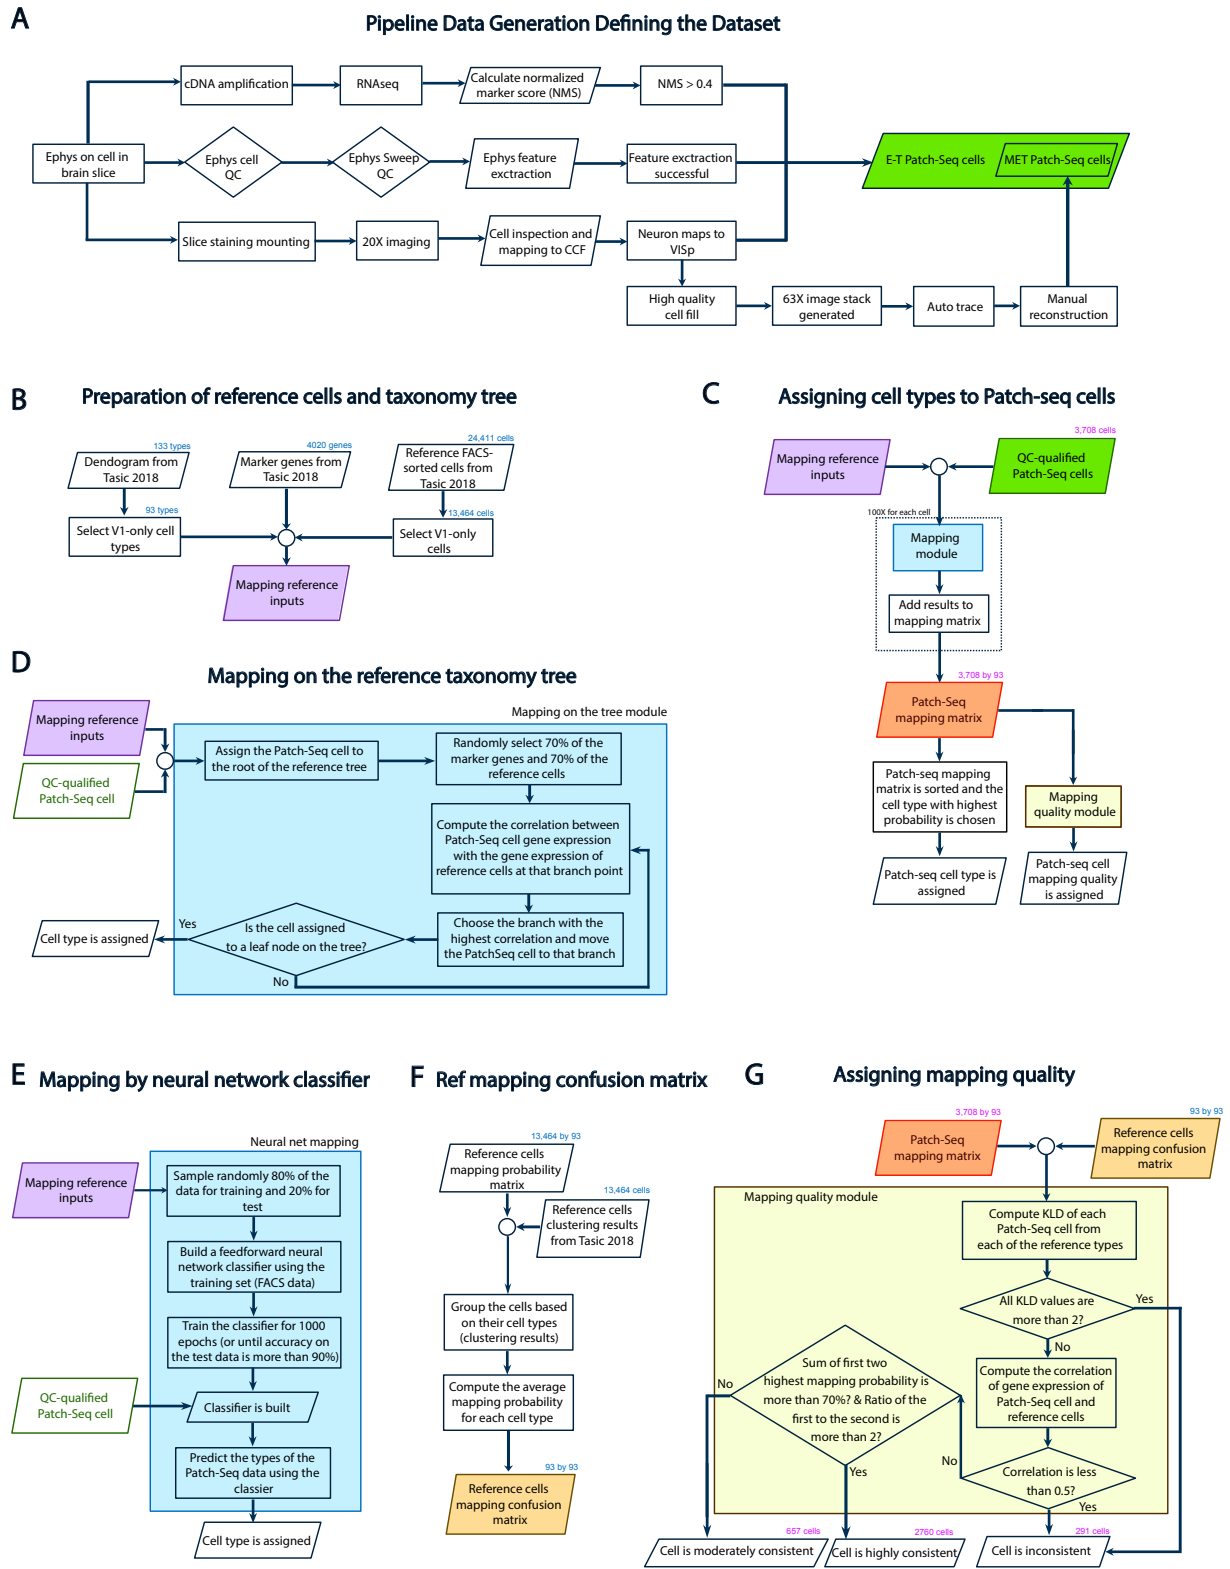 A
Pipeline Data Generation Defining the Dataset
cDNA amplification
RNAseq
Calculate normalized
marker score (NMS)
NMS > 0.4
Ephys on cell in
brain slice
Ephys cell
QC
Ephys Sweep
QC
Ephys feature
exctraction
Feature exctraction
successful
E-T Patch-Seq cells
MET Patch-Seq cells
Slice staining mounting
20X imaging
Cell inspection and
mapping to CCF
Neuron maps to
VISp
High quality
cell fill
63X image stack
generated
Auto trace
Manual
reconstruction
B
Preparation of reference cells and taxonomy tree
133 types
Dendogram from
Tasic 2018
4020 genes
Marker genes from
Tasic 2018
24,411 cells
Reference FACS-
sorted cells from
Tasic 2018
93 types
Select V1-only cell
types
13,464 cells
Select V1-only
cells
Mapping reference
inputs
C
Assigning cell types to Patch-seq cells
3,708 cells
Mapping reference
inputs
QC-qualified
Patch-Seq cells
100X for each cell
Mapping
module
Add results to
mapping matrix
3,708 by 93
Patch-Seq
mapping matrix
Patch-seq mapping
matrix is sorted and the
cell type with highest
probability is chosen
Mapping
quality module
Patch-seq cell type is
assigned
Patch-seq cell
mapping quality
is assigned
D
Mapping on the reference taxonomy tree
Mapping reference
inputs
QC-qualified
Patch-Seq cell
Mapping on the tree module
Assign the Patch-Seq cell to
the root of the reference tree
Randomly select 70% of the
marker genes and 70% of the
reference cells
Compute the correlation between
Patch-Seq cell gene expression
with the gene expression of
reference cells at that branch point
Choose the branch with the
highest correlation and move
the PatchSeq cell to that branch
Is the cell assigned
to a leaf node on the tree?
Yes
No
Cell type is assigned
E
Mapping by neural network classifier
Neural net mapping
Mapping reference
inputs
Sample randomly 80% of the
data for training and 20% for
test
Build a feedforward neural
network classifier using the
training set (FACS data)
Train the classifier for 1000
epochs (or until accuracy on
the test data is more than 90%)
QC-qualified
Patch-Seq cell
Classifier is built
Predict the types of the
Patch-Seq data using the
classier
Cell type is assigned
F
Ref mapping confusion matrix
13,464 by 93
Reference cells
mapping probability
matrix
13,464 cells
Reference cells
clustering results
from Tasic 2018
Group the cells based
on their cell types
(clustering results)
Compute the average
mapping probability
for each cell type
93 by 93
Reference cells
mapping confusion
matrix
G
Assigning mapping quality
3,708 by 93
Patch-Seq
mapping matrix
93 by 93
Reference cells
mapping confusion
matrix
Mapping quality module
Compute KLD of each
Patch-Seq cell from
each of the reference types
All KLD values are
more than 2?
Yes
No
Compute the correlation
of gene expression of
Patch-Seq cell and
reference cells
Correlation is less
than 0.5?
No
Yes
Sum of first two
highest mapping probability is
more than 70%? & Ratio of the
first to the second is
more than 2?
No
Yes
657 cells
Cell is moderately consistent
2760 cells
Cell is highly consistent
291 cells
Cell is inconsistent